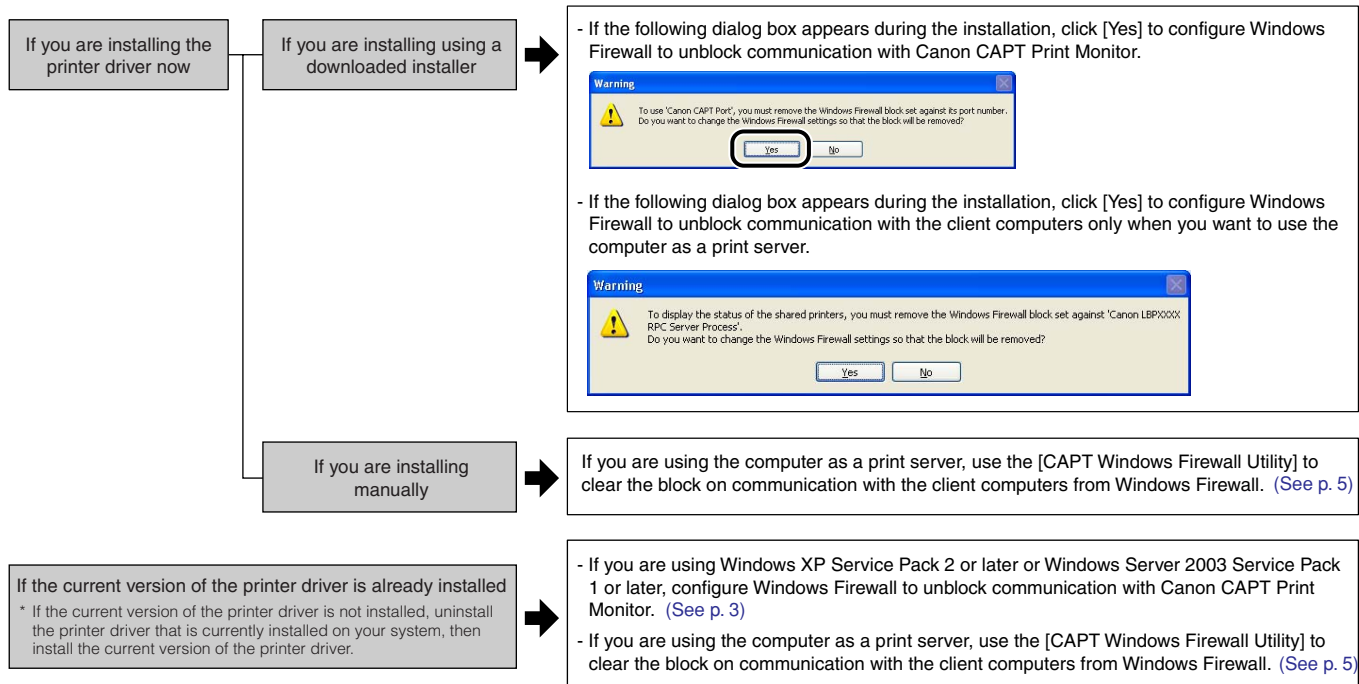 If you are installing the
printer driver now
If you are installing using a
downloaded installer
- If the following dialog box appears during the installation, click [Yes] to configure Windows
Firewall to unblock communication with Canon CAPT Print Monitor.
Warning
To use 'Canon CAPT Port', you must remove the Windows Firewall block set against its port number.
Do you want to change the Windows Firewall settings so that the block will be removed?
Yes No
- If the following dialog box appears during the installation, click [Yes] to configure Windows
Firewall to unblock communication with the client computers only when you want to use the
computer as a print server.
Warning
To display the status of the shared printers, you must remove the Windows Firewall block set against 'Canon LBPXXXX
RPC Server Process'.
Do you want to change the Windows Firewall settings so that the block will be removed?
Yes No
If you are installing
manually
If you are using the computer as a print server, use the [CAPT Windows Firewall Utility] to
clear the block on communication with the client computers from Windows Firewall. (See p. 5)
If the current version of the printer driver is already installed
* If the current version of the printer driver is not installed, uninstall
the printer driver that is currently installed on your system, then
install the current version of the printer driver.
- If you are using Windows XP Service Pack 2 or later or Windows Server 2003 Service Pack
1 or later, configure Windows Firewall to unblock communication with Canon CAPT Print
Monitor. (See p. 3)
- If you are using the computer as a print server, use the [CAPT Windows Firewall Utility] to
clear the block on communication with the client computers from Windows Firewall. (See p. 5)